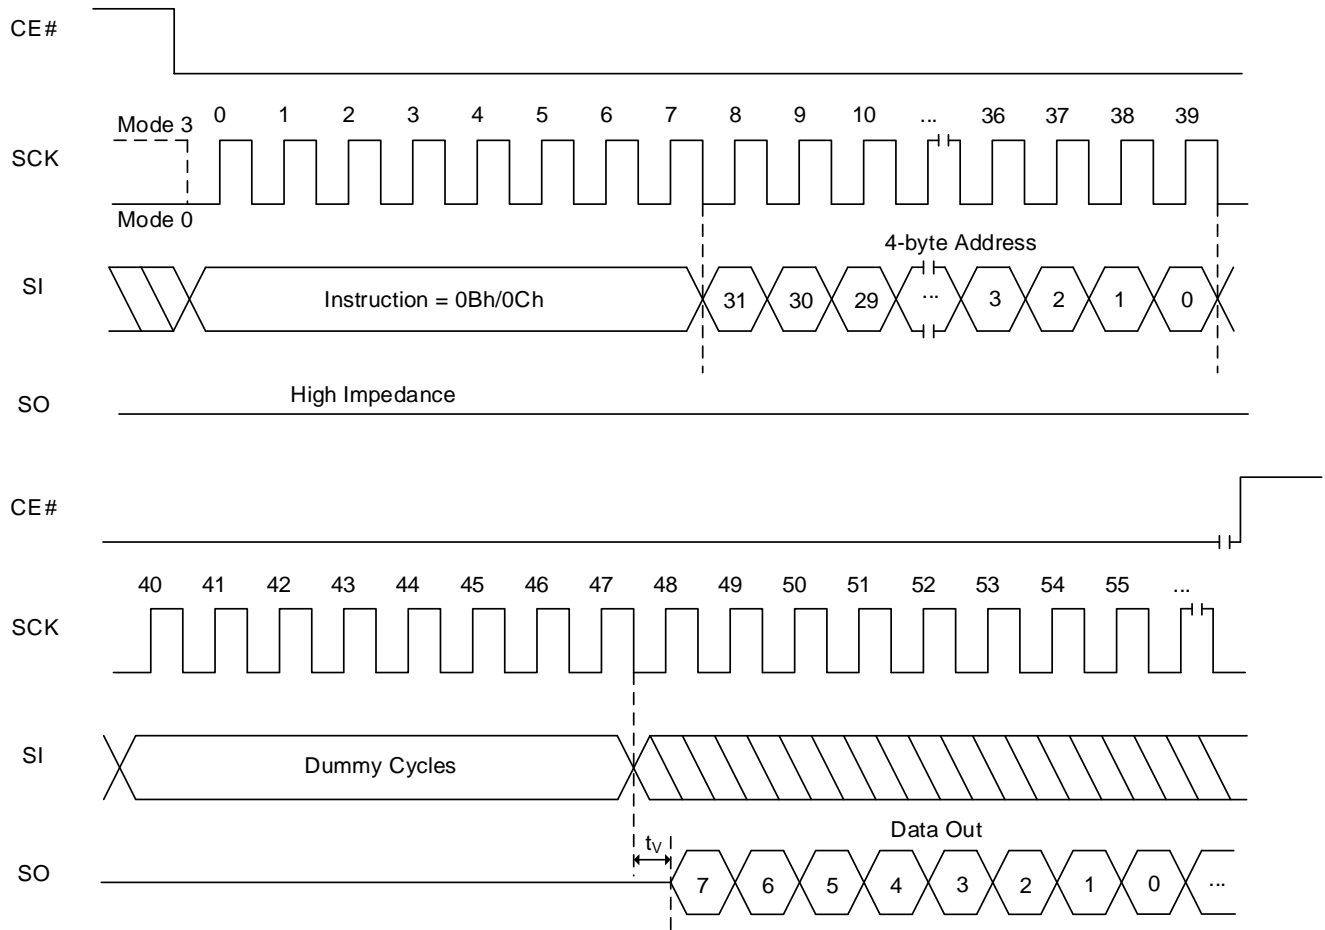 CE#
Mode 3
0 1 2 3 4 5 6 7 8 9 10 ... 36 37 38 39
SCK
Mode 0
4-byte Address
SI
Instruction = 0Bh/0Ch 31 30 29 ... 3 2 1 0
High Impedance
SO
CE#
40 41 42 43 44 45 46 47 48 49 50 51 52 53 54 55 ...
SCK
SI
Dummy Cycles
Data Out
tV
SO
7 6 5 4 3 2 1 0 ...